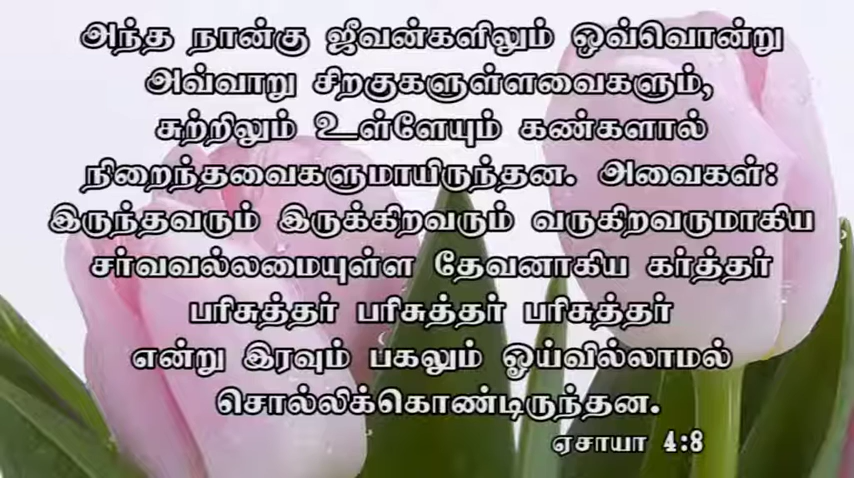 அந்த நான்கு ஜீவன்களிலும் ஒவ்வொன்று
அவ்வாறு சிறகுகளுள்ளவைகளும்,
சுற்றிலும் உள்ளேயும் கண்களால்
நிறைந்தவைகளுமாயிருந்தன. அவைகள்:
இருந்தவரும் இருக்கிறவரும் வருகிறவருமாகிய
சர்வவல்லமையுள்ள தேவனாகிய கர்த்தர்
பரிசுத்தர் பரிசுத்தர் பரிசுத்தர்
என்று இரவும் பகலும் ஓய்வில்லாமல்
சொல்லிக்கொண்டிருந்தன.
ஏசாயா 4:8